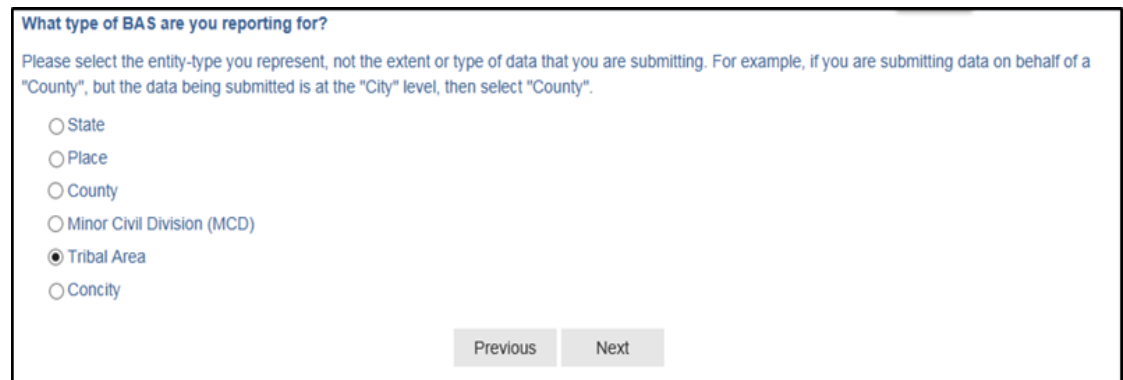 What type of BAS are you reporting for?
Please select the entity-type you represent, not the extent or type of data that you are submitting. For example, if you are submitting data on behalf of a
"County", but the data being submitted is at the "City" level, then select "County".
State
Place
County
Minor Civil Division (MCD)
Tribal Area
Concity
Previous Next